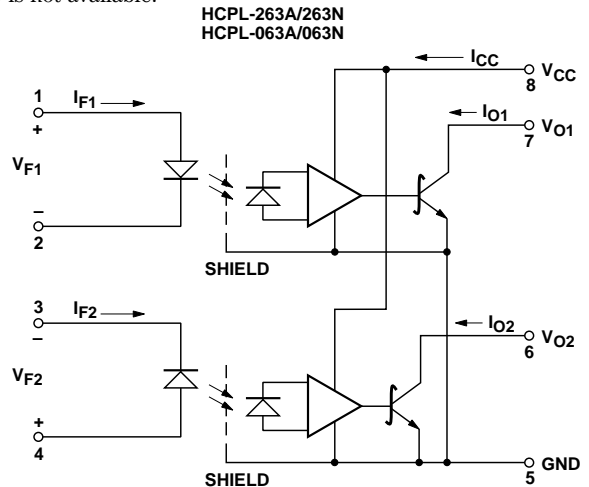 is not available.
HCPL-263A/263N
HCPL-063A/063N
ICC
8 VCC
1 IF1
+
IO1
7 VO1
VF1
–
2
SHIELD
3 IF2
–
IO2
6 VO2
VF2
+
4
5 GND
SHIELD